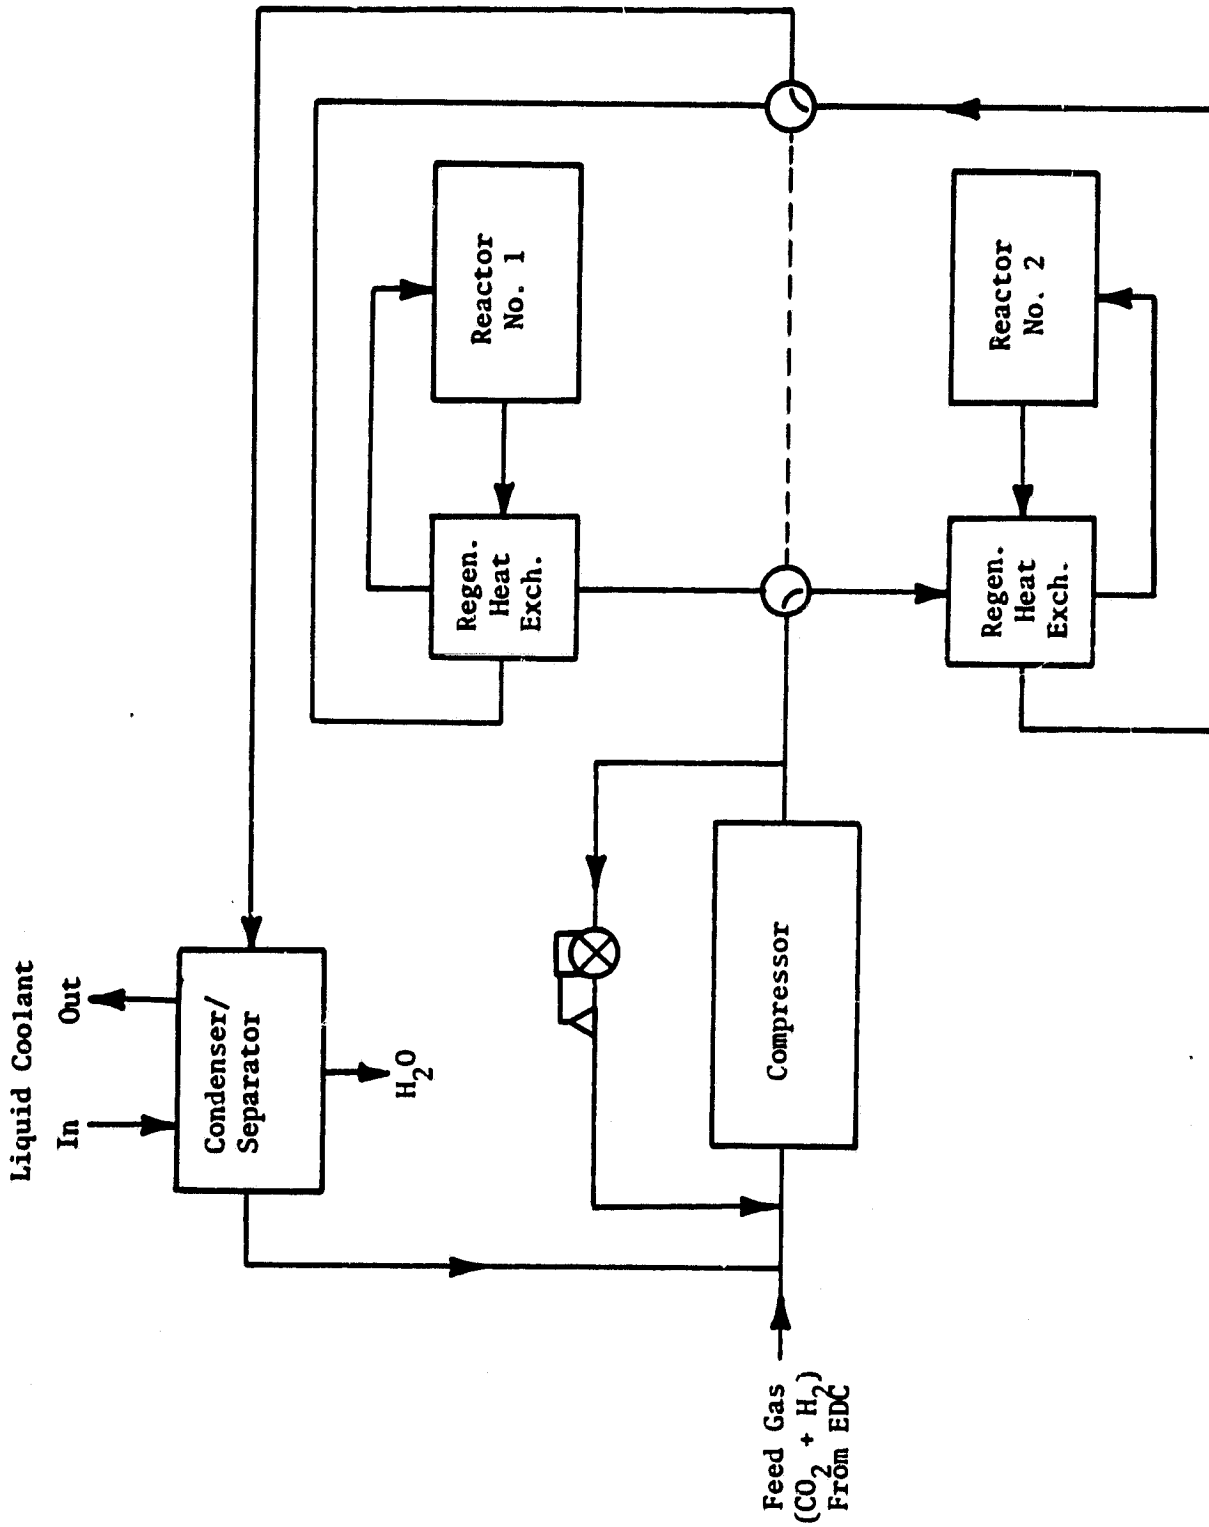 Liquid Coolant
In
Out
Condenser/
Separator
H2O
Regen.
Heat
Exch.
Reactor
No. 1
Compressor
Feed Gas
(CO2 + H2)
From EDC
Regen.
Heat
Exch.
Reactor
No. 2